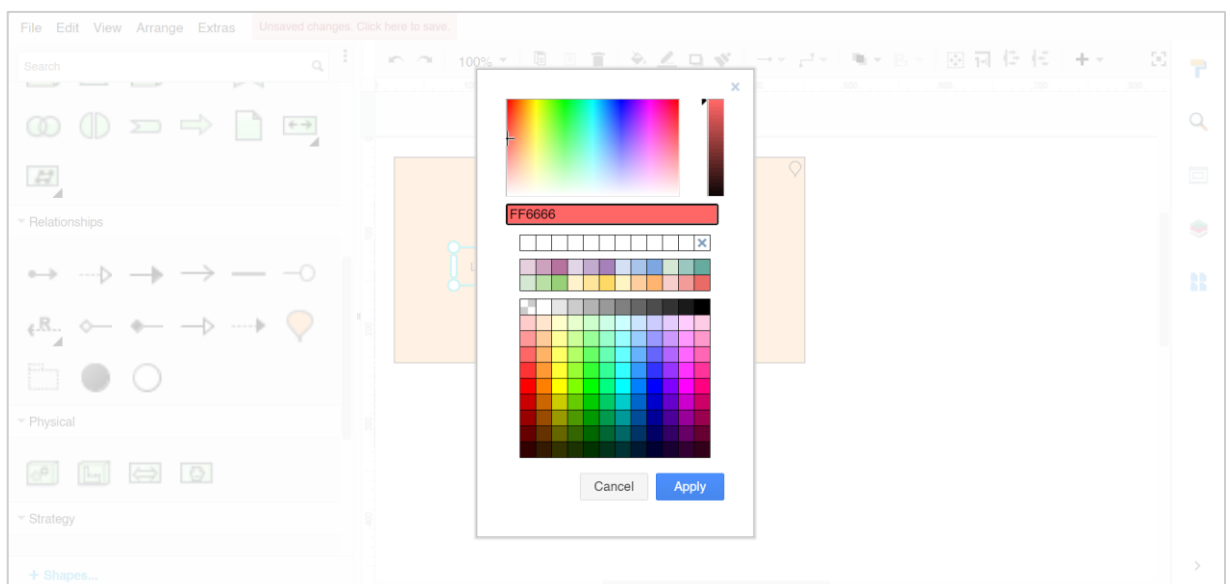 File Edit View Arrange Extras Unsaved changes. Click here to save.
Search
100%
FF6666
Relationships
R
Physical
Cancel Apply
Strategy
+ Shapes...